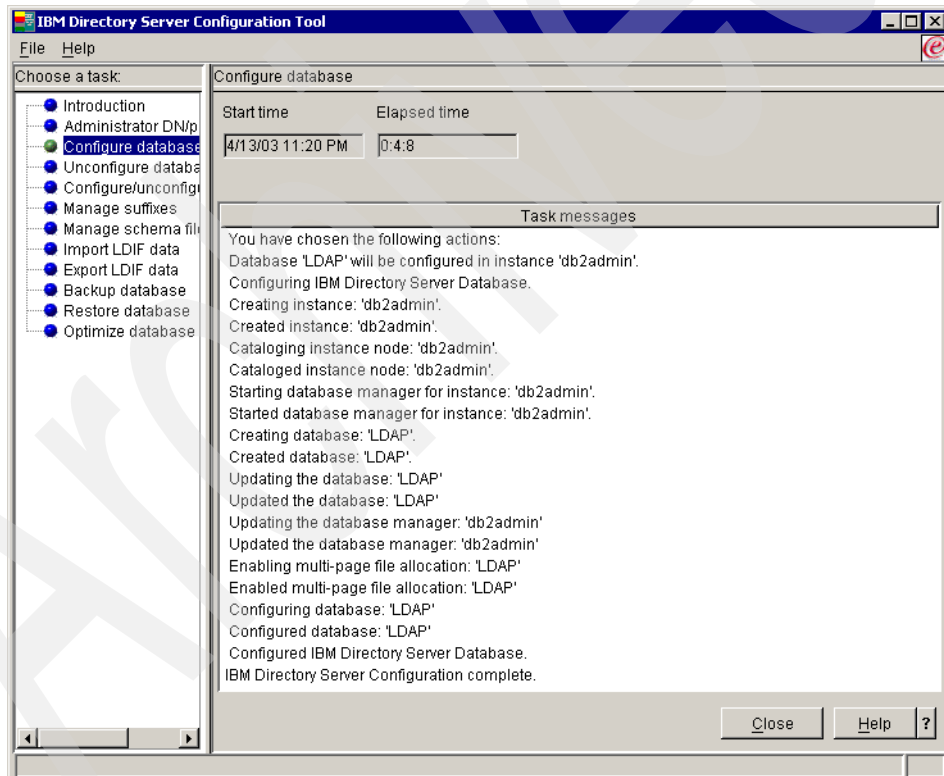 IBM Directory Server Configuration Tool
File Help
Choose a task:
Introduction
Administrator DN/p
Configure database
Unconfigure databa
Configure/unconfigu
Manage suffixes
Manage schema file
Import LDIF data
Export LDIF data
Backup database
Restore database
Optimize database
Configure database
Start time Elapsed time
4/13/03 11:20 PM 0:4:8
Task messages
You have chosen the following actions:
Database 'LDAP' will be configured in instance 'db2admin'.
Configuring IBM Directory Server Database.
Creating instance: 'db2admin'.
Created instance: 'db2admin'.
Cataloging instance node: 'db2admin'.
Cataloged instance node: 'db2admin'.
Starting database manager for instance: 'db2admin'.
Started database manager for instance: 'db2admin'.
Creating database: 'LDAP'.
Created database: 'LDAP'.
Updating the database: 'LDAP'
Updated the database: 'LDAP'
Updating the database manager: 'db2admin'
Updated the database manager: 'db2admin'
Enabling multi-page file allocation: 'LDAP'
Enabled multi-page file allocation: 'LDAP'
Configuring database: 'LDAP'
Configured database: 'LDAP'
Configured IBM Directory Server Database.
IBM Directory Server Configuration complete.
Close Help ?